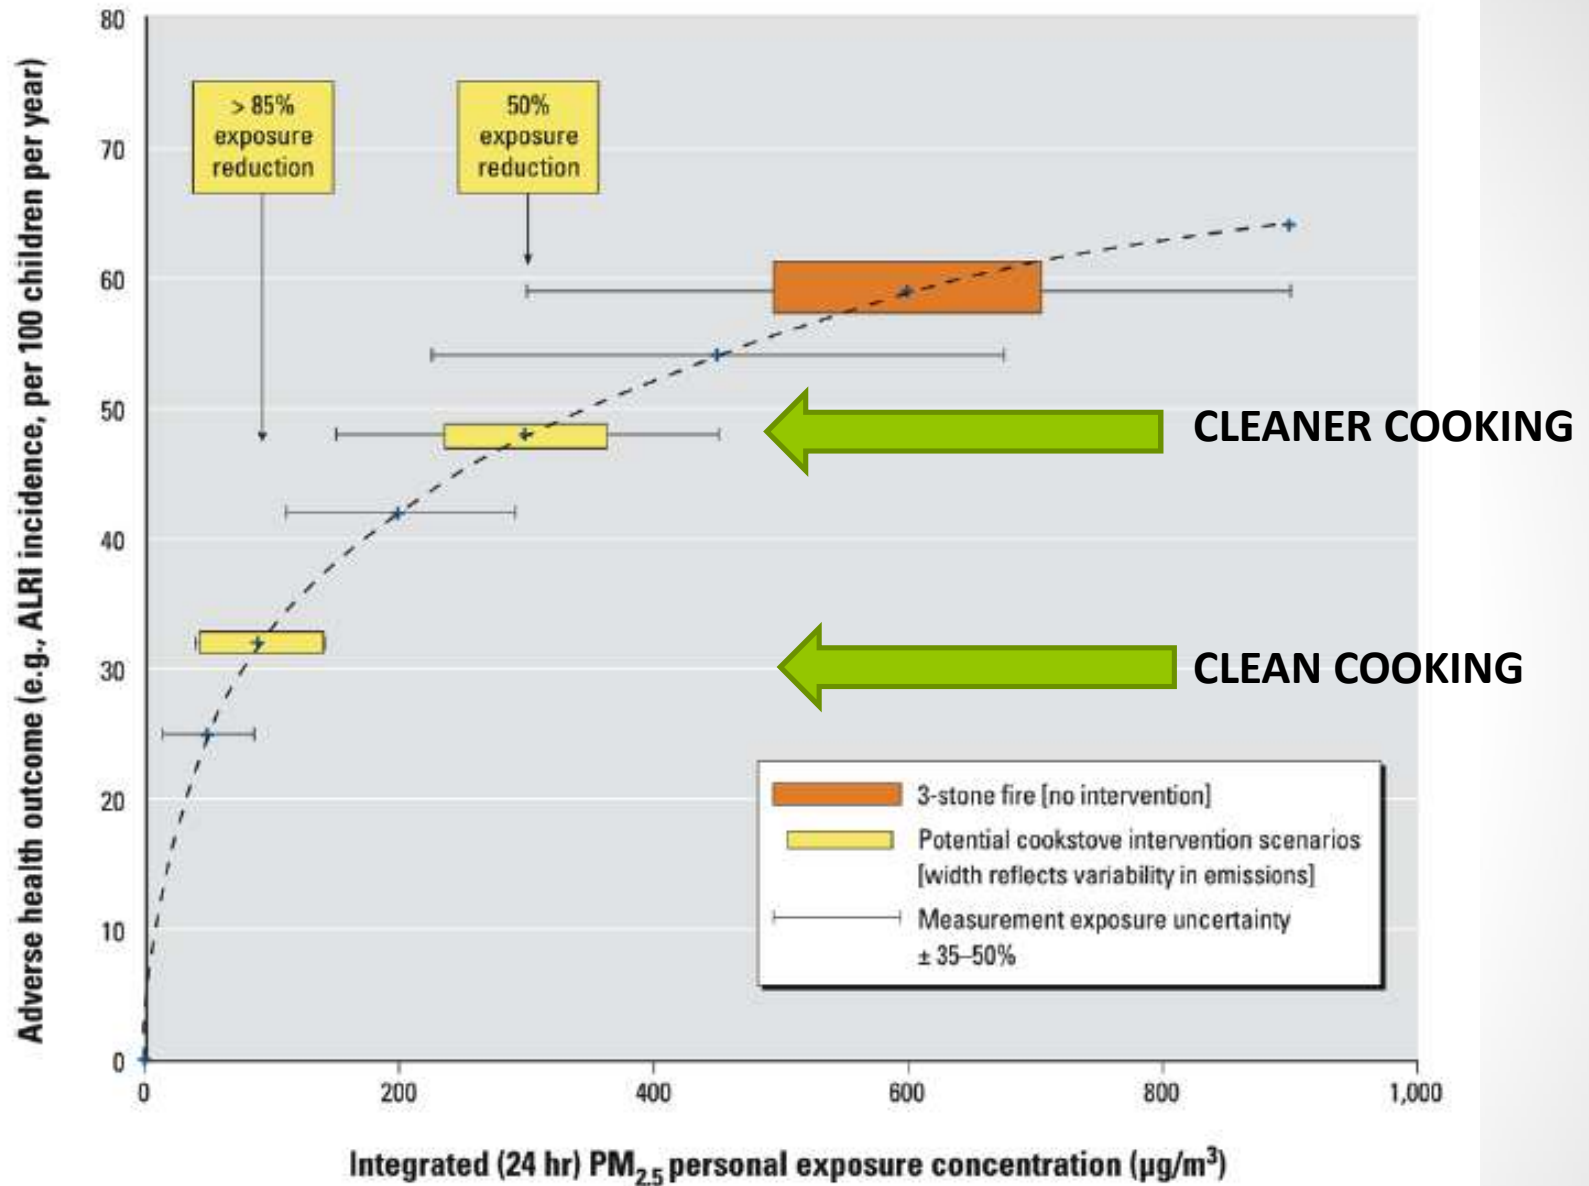 Adverse health outcome (e.g., ALRI incidence, per 100 children per year)
80
70
60
50
40
30
20
10
0
> 85%
exposure
reduction
50%
exposure
reduction
CLEANER COOKING
CLEAN COOKING
3-stone fire [no intervention]
Potential cookstove intervention scenarios
[width reflects variability in emissions]
Measurement exposure uncertainty
± 35–50%
0 200 400 600 800 1,000
Integrated (24 hr) PM2.5 personal exposure concentration (µg/m³)